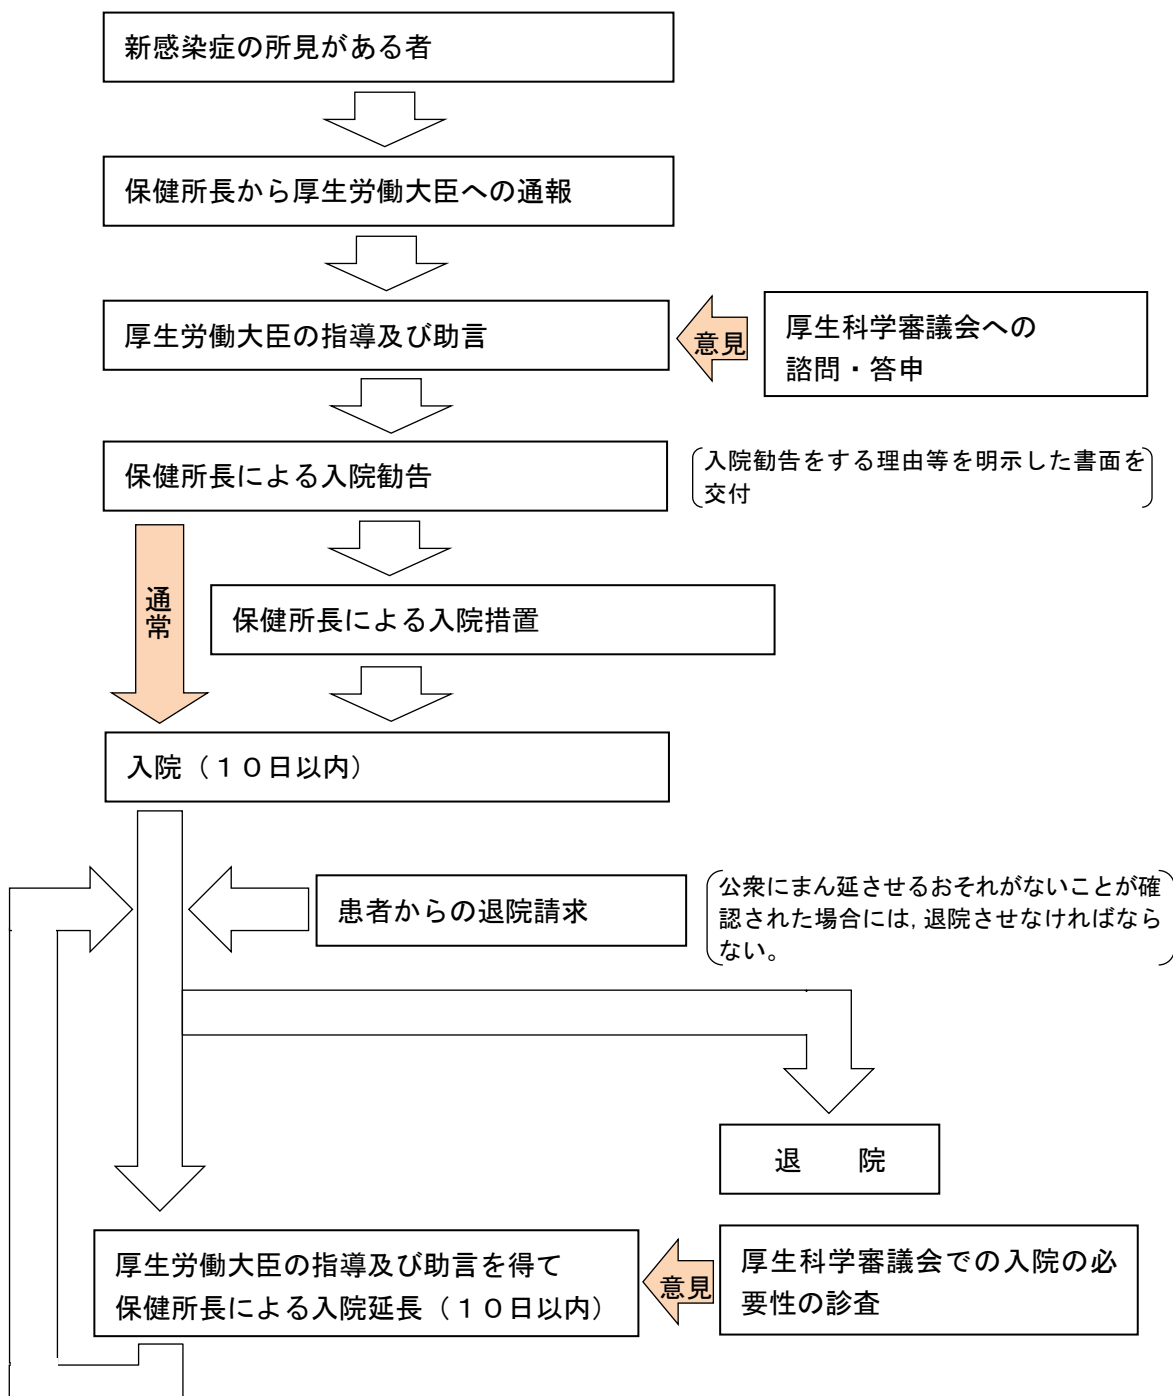 新感染症の所見がある者
保健所長から厚生労働大臣への通報
厚生労働大臣の指導及び助言
意見
厚生科学審議会への
諮問・答申
保健所長による入院勧告
入院勧告をする理由等を明示した書面を
交付
通常
保健所長による入院措置
入院（１０日以内）
患者からの退院請求
公衆にまん延させるおそれがないことが確
認された場合には,退院させなければなら
ない。
退　　院
厚生労働大臣の指導及び助言を得て
保健所長による入院延長（１０日以内）
意見
厚生科学審議会での入院の必
要性の診査